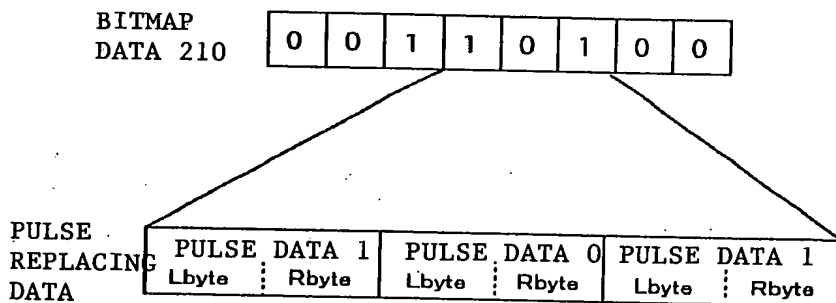 BITMAP
DATA 210
0 0 1 1 0 1 0 0
PULSE
REPLACING
DATA
PULSE DATA 1 PULSE DATA 0 PULSE DATA 1
Lbyte Rbyte Lbyte Rbyte Lbyte Rbyte